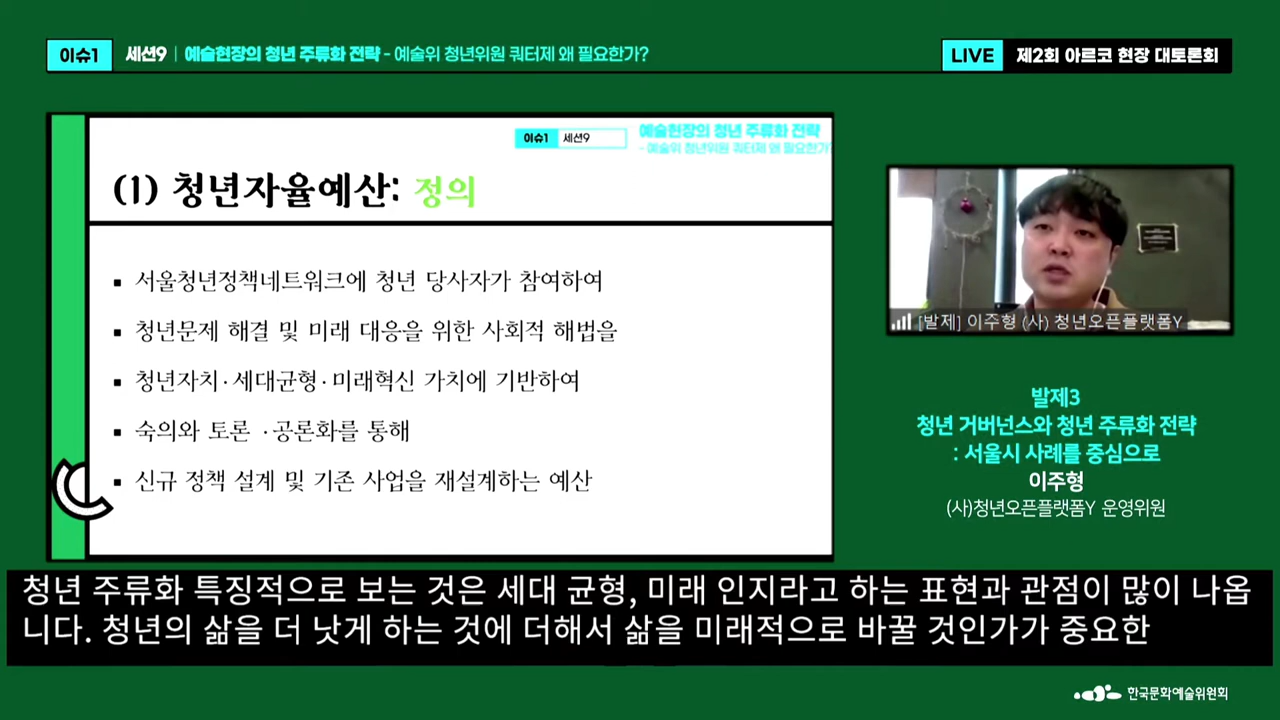 이슈1 세션9 | 예술현장의 청년 주류화 전략 - 예술위 청년위원 쿼터제 왜 필요한가?
LIVE 제2회 아르코 현장 대토론회
이슈1 세션9 예술현장의 청년 주류화 전략
- 예술위 청년위원 쿼터제 왜 필요한가?
(1) 청년자율예산: 정의
▪ 서울청년정책네트워크에 청년 당사자가 참여하여
▪ 청년문제 해결 및 미래 대응을 위한 사회적 해법을
▪ 청년자치·세대균형·미래혁신 가치에 기반하여
▪ 숙의와 토론 ·공론화를 통해
▪ 신규 정책 설계 및 기존 사업을 재설계하는 예산
[발제] 이주형 (사) 청년오픈플랫폼Y
발제3
청년 거버넌스와 청년 주류화 전략
: 서울시 사례를 중심으로
이주형
(사)청년오픈플랫폼Y 운영위원
청년 주류화 특징적으로 보는 것은 세대 균형, 미래 인지라고 하는 표현과 관점이 많이 나옵
니다. 청년의 삶을 더 낫게 하는 것에 더해서 삶을 미래적으로 바꿀 것인가가 중요한
한국문화예술위원회